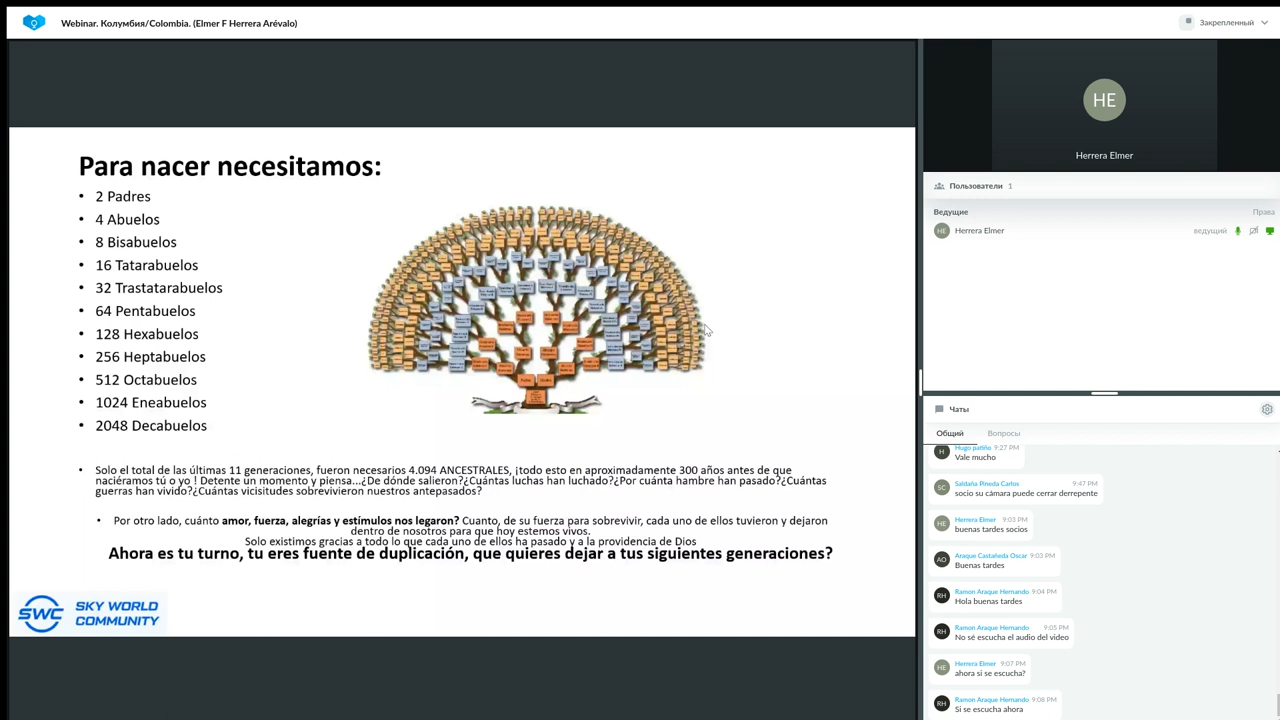 Webinar. Колумбия/Colombia. (Elmer F Herrera Arévalo)
Закрепленный
Para nacer necesitamos:
• 2 Padres
• 4 Abuelos
• 8 Bisabuelos
• 16 Tatarabuelos
• 32 Trastatarabuelos
• 64 Pentabuelos
• 128 Hexabuelos
• 256 Heptabuelos
• 512 Octabuelos
• 1024 Eneabuelos
• 2048 Decabuelos
• Solo el total de las últimas 11 generaciones, fueron necesarios 4.094 ANCESTRALES, ¡todo esto en aproximadamente 300 años antes de que
naciéramos tú o yo ! Detente un momento y piensa...¿De dónde salieron?¿Cuántas luchas han luchado?¿Por cuánta hambre han pasado?¿Cuántas
guerras han vivido?¿Cuántas vicisitudes sobrevivieron nuestros antepasados?
• Por otro lado, cuánto amor, fuerza, alegrías y estímulos nos legaron? Cuanto, de su fuerza para sobrevivir, cada uno de ellos tuvieron y dejaron
dentro de nosotros para que hoy estemos vivos.
Solo existimos gracias a todo lo que cada uno de ellos ha pasado y a la providencia de Dios
Ahora es tu turno, tu eres fuente de duplicación, que quieres dejar a tus siguientes generaciones?
SWC SKY WORLD
COMMUNITY
HE
Herrera Elmer
Пользователи 1
Ведущие Права
HE Herrera Elmer ведущий
Чаты
Общий Вопросы
H Hugo patiño 9:27 PM
Vale mucho
SC Saldaña Pineda Carlos 9:47 PM
socio su cámara puede cerrar derrepente
HE Herrera Elmer 9:03 PM
buenas tardes socios
AO Araque Castañeda Oscar 9:03 PM
Buenas tardes
RH Ramon Araque Hernando 9:04 PM
Hola buenas tardes
RH Ramon Araque Hernando 9:05 PM
No sé escucha el audio del video
HE Herrera Elmer 9:07 PM
ahora si se escucha?
RH Ramon Araque Hernando 9:08 PM
Si se escucha ahora